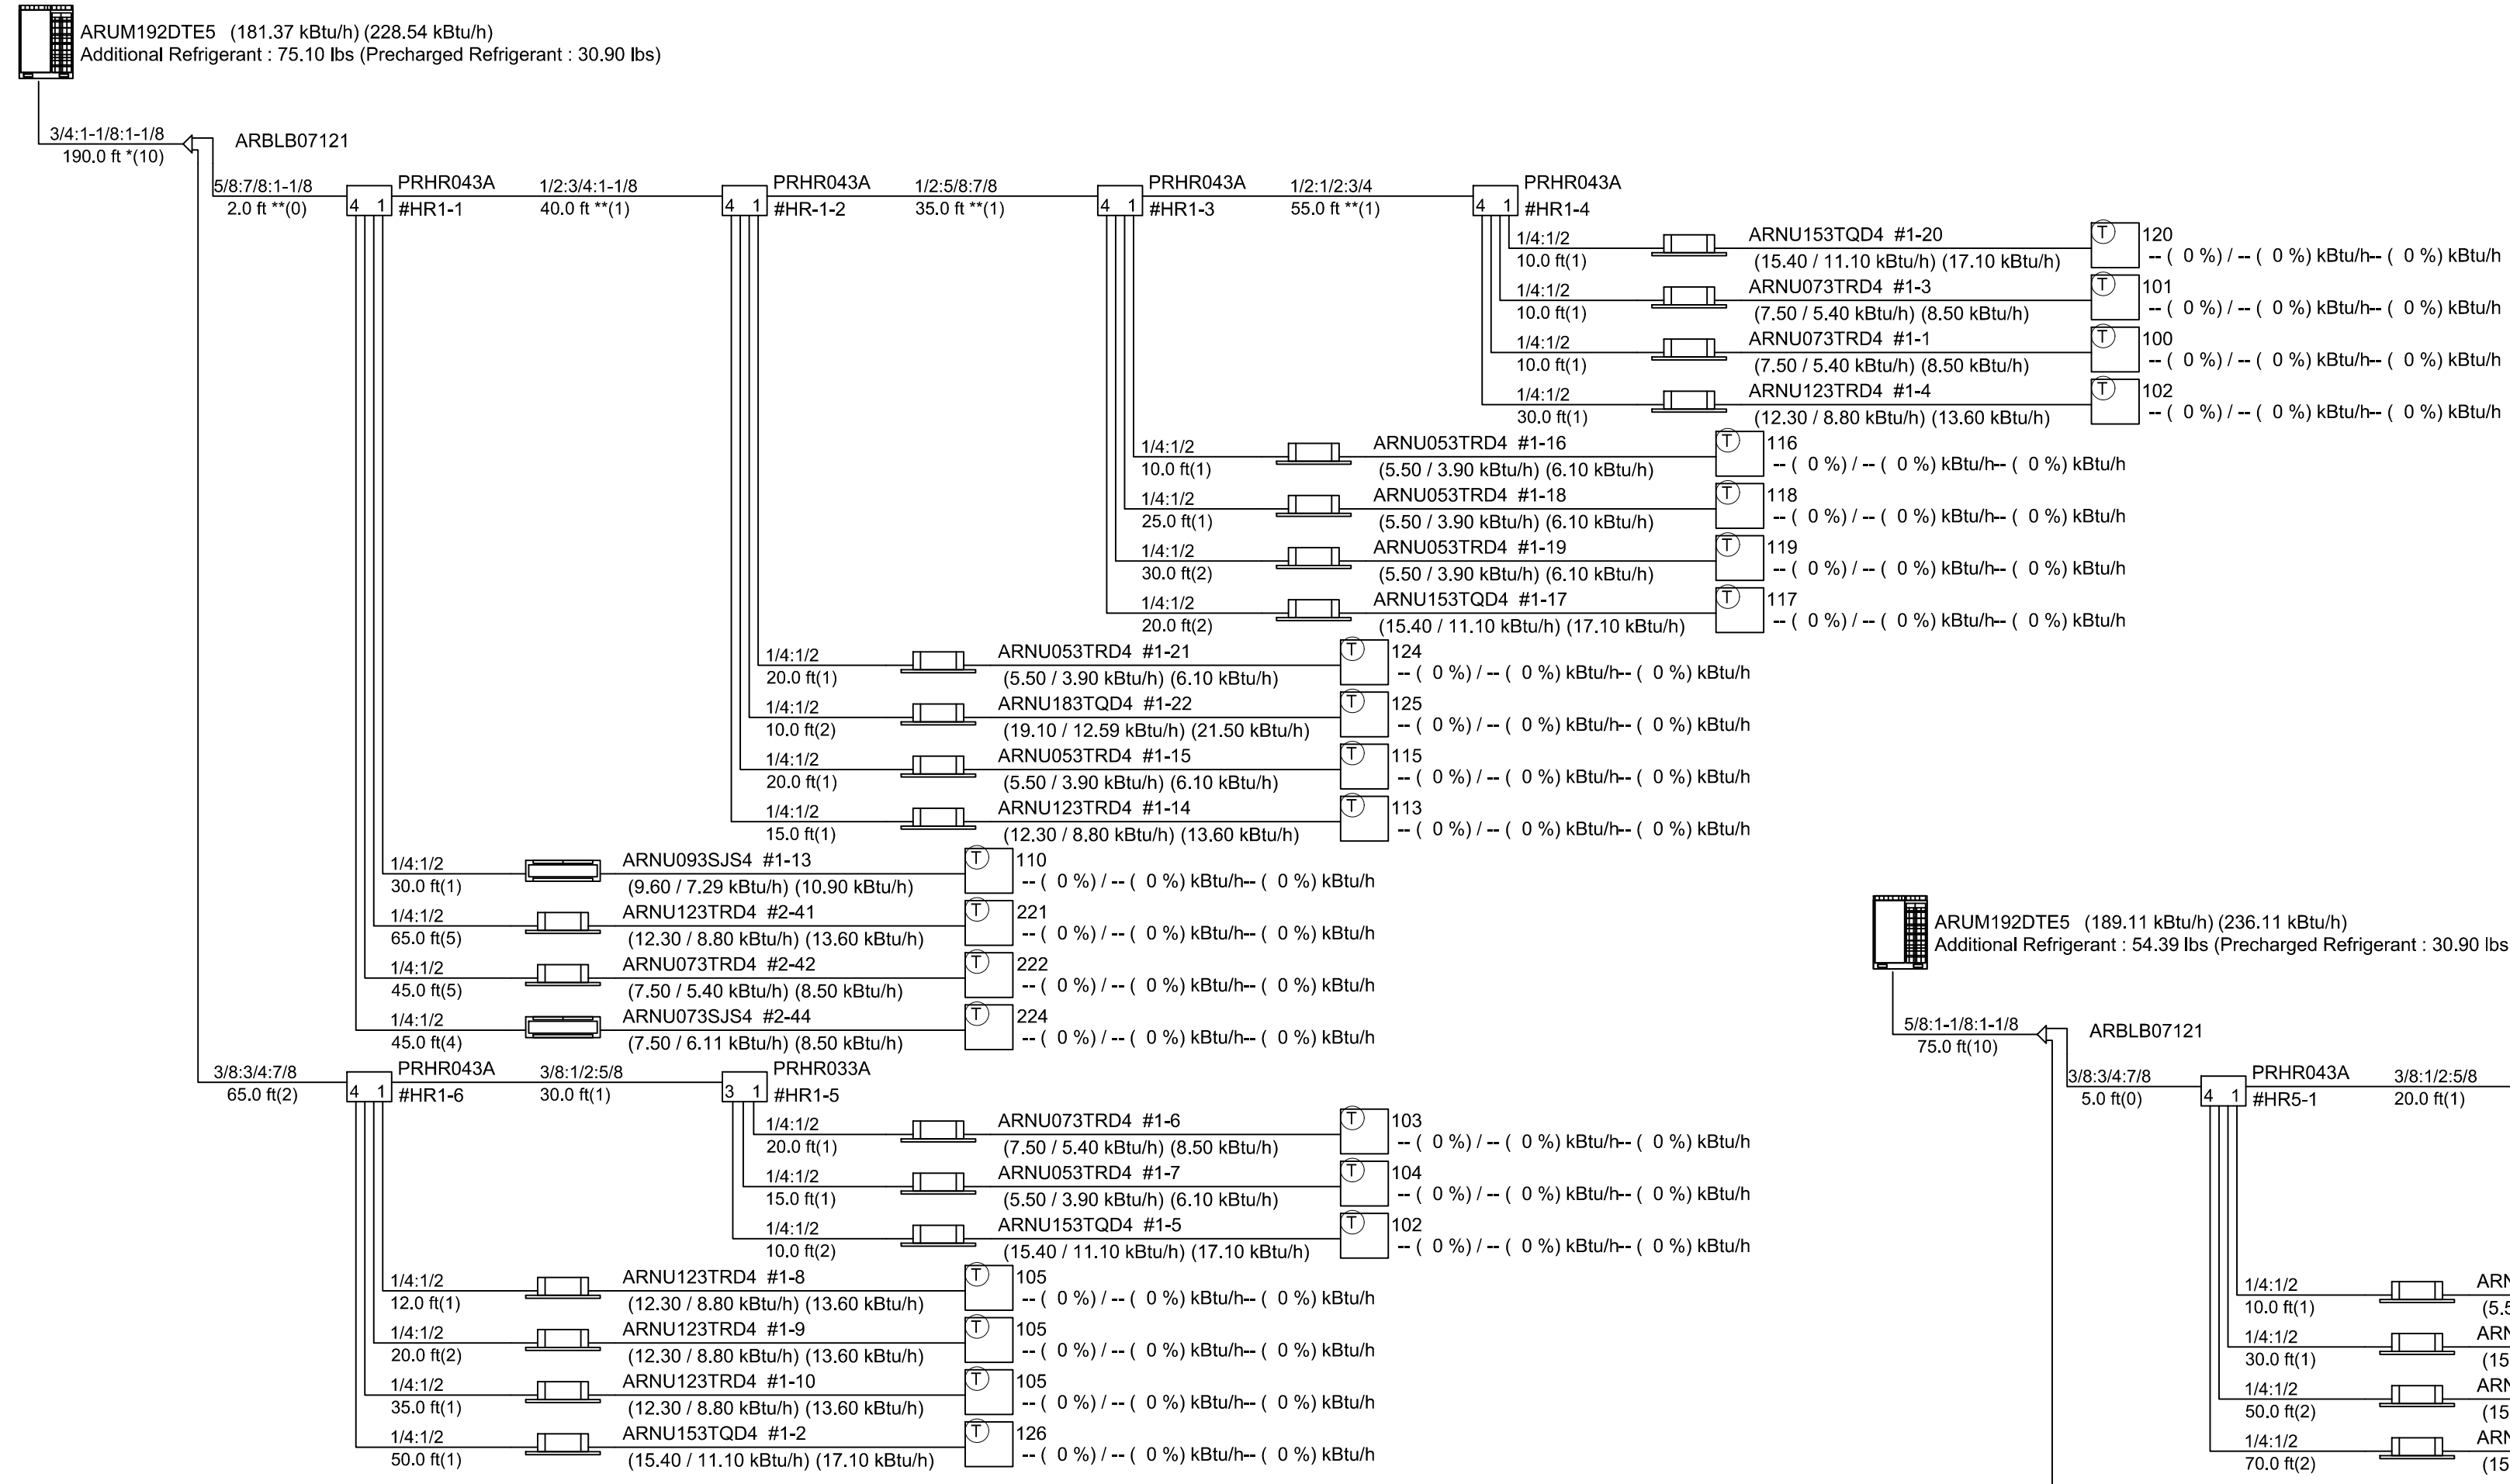 ARUM192DTE5 (181.37 kBtu/h) (228.54 kBtu/h)
Additional Refrigerant : 75.10 lbs (Precharged Refrigerant : 30.90 lbs)
3/4:1-1/8:1-1/8
190.0 ft *(10)
ARBLB07121
5/8:7/8:1-1/8
2.0 ft **(0)
4 1
PRHR043A
#HR1-1
1/2:3/4:1-1/8
40.0 ft **(1)
4 1
PRHR043A
#HR-1-2
1/2:5/8:7/8
35.0 ft **(1)
4 1
PRHR043A
#HR1-3
1/2:1/2:3/4
55.0 ft **(1)
4 1
PRHR043A
#HR1-4
1/4:1/2
10.0 ft(1)
ARNU153TQD4 #1-20
(15.40 / 11.10 kBtu/h) (17.10 kBtu/h)
T
120
-- ( 0 %) / -- ( 0 %) kBtu/h-- ( 0 %) kBtu/h
1/4:1/2
10.0 ft(1)
ARNU073TRD4 #1-3
(7.50 / 5.40 kBtu/h) (8.50 kBtu/h)
T
101
-- ( 0 %) / -- ( 0 %) kBtu/h-- ( 0 %) kBtu/h
1/4:1/2
10.0 ft(1)
ARNU073TRD4 #1-1
(7.50 / 5.40 kBtu/h) (8.50 kBtu/h)
T
100
-- ( 0 %) / -- ( 0 %) kBtu/h-- ( 0 %) kBtu/h
1/4:1/2
30.0 ft(1)
ARNU123TRD4 #1-4
(12.30 / 8.80 kBtu/h) (13.60 kBtu/h)
T
102
-- ( 0 %) / -- ( 0 %) kBtu/h-- ( 0 %) kBtu/h
1/4:1/2
10.0 ft(1)
ARNU053TRD4 #1-16
(5.50 / 3.90 kBtu/h) (6.10 kBtu/h)
T
116
-- ( 0 %) / -- ( 0 %) kBtu/h-- ( 0 %) kBtu/h
1/4:1/2
25.0 ft(1)
ARNU053TRD4 #1-18
(5.50 / 3.90 kBtu/h) (6.10 kBtu/h)
T
118
-- ( 0 %) / -- ( 0 %) kBtu/h-- ( 0 %) kBtu/h
1/4:1/2
30.0 ft(2)
ARNU053TRD4 #1-19
(5.50 / 3.90 kBtu/h) (6.10 kBtu/h)
T
119
-- ( 0 %) / -- ( 0 %) kBtu/h-- ( 0 %) kBtu/h
1/4:1/2
20.0 ft(2)
ARNU153TQD4 #1-17
(15.40 / 11.10 kBtu/h) (17.10 kBtu/h)
T
117
-- ( 0 %) / -- ( 0 %) kBtu/h-- ( 0 %) kBtu/h
1/4:1/2
20.0 ft(1)
ARNU053TRD4 #1-21
(5.50 / 3.90 kBtu/h) (6.10 kBtu/h)
T
124
-- ( 0 %) / -- ( 0 %) kBtu/h-- ( 0 %) kBtu/h
1/4:1/2
10.0 ft(2)
ARNU183TQD4 #1-22
(19.10 / 12.59 kBtu/h) (21.50 kBtu/h)
T
125
-- ( 0 %) / -- ( 0 %) kBtu/h-- ( 0 %) kBtu/h
1/4:1/2
20.0 ft(1)
ARNU053TRD4 #1-15
(5.50 / 3.90 kBtu/h) (6.10 kBtu/h)
T
115
-- ( 0 %) / -- ( 0 %) kBtu/h-- ( 0 %) kBtu/h
1/4:1/2
15.0 ft(1)
ARNU123TRD4 #1-14
(12.30 / 8.80 kBtu/h) (13.60 kBtu/h)
T
113
-- ( 0 %) / -- ( 0 %) kBtu/h-- ( 0 %) kBtu/h
1/4:1/2
30.0 ft(1)
ARNU093SJS4 #1-13
(9.60 / 7.29 kBtu/h) (10.90 kBtu/h)
T
110
-- ( 0 %) / -- ( 0 %) kBtu/h-- ( 0 %) kBtu/h
1/4:1/2
65.0 ft(5)
ARNU123TRD4 #2-41
(12.30 / 8.80 kBtu/h) (13.60 kBtu/h)
T
221
-- ( 0 %) / -- ( 0 %) kBtu/h-- ( 0 %) kBtu/h
1/4:1/2
45.0 ft(5)
ARNU073TRD4 #2-42
(7.50 / 5.40 kBtu/h) (8.50 kBtu/h)
T
222
-- ( 0 %) / -- ( 0 %) kBtu/h-- ( 0 %) kBtu/h
1/4:1/2
45.0 ft(4)
ARNU073SJS4 #2-44
(7.50 / 6.11 kBtu/h) (8.50 kBtu/h)
T
224
-- ( 0 %) / -- ( 0 %) kBtu/h-- ( 0 %) kBtu/h
3/8:3/4:7/8
65.0 ft(2)
4 1
PRHR043A
#HR1-6
3/8:1/2:5/8
30.0 ft(1)
3 1
PRHR033A
#HR1-5
1/4:1/2
20.0 ft(1)
ARNU073TRD4 #1-6
(7.50 / 5.40 kBtu/h) (8.50 kBtu/h)
T
103
-- ( 0 %) / -- ( 0 %) kBtu/h-- ( 0 %) kBtu/h
1/4:1/2
15.0 ft(1)
ARNU053TRD4 #1-7
(5.50 / 3.90 kBtu/h) (6.10 kBtu/h)
T
104
-- ( 0 %) / -- ( 0 %) kBtu/h-- ( 0 %) kBtu/h
1/4:1/2
10.0 ft(2)
ARNU153TQD4 #1-5
(15.40 / 11.10 kBtu/h) (17.10 kBtu/h)
T
102
-- ( 0 %) / -- ( 0 %) kBtu/h-- ( 0 %) kBtu/h
1/4:1/2
12.0 ft(1)
ARNU123TRD4 #1-8
(12.30 / 8.80 kBtu/h) (13.60 kBtu/h)
T
105
-- ( 0 %) / -- ( 0 %) kBtu/h-- ( 0 %) kBtu/h
1/4:1/2
20.0 ft(2)
ARNU123TRD4 #1-9
(12.30 / 8.80 kBtu/h) (13.60 kBtu/h)
T
105
-- ( 0 %) / -- ( 0 %) kBtu/h-- ( 0 %) kBtu/h
1/4:1/2
35.0 ft(1)
ARNU123TRD4 #1-10
(12.30 / 8.80 kBtu/h) (13.60 kBtu/h)
T
105
-- ( 0 %) / -- ( 0 %) kBtu/h-- ( 0 %) kBtu/h
1/4:1/2
50.0 ft(1)
ARNU153TQD4 #1-2
(15.40 / 11.10 kBtu/h) (17.10 kBtu/h)
T
126
-- ( 0 %) / -- ( 0 %) kBtu/h-- ( 0 %) kBtu/h
ARUM192DTE5 (189.11 kBtu/h) (236.11 kBtu/h)
Additional Refrigerant : 54.39 lbs (Precharged Refrigerant : 30.90 lbs
5/8:1-1/8:1-1/8
75.0 ft(10)
ARBLB07121
3/8:3/4:7/8
5.0 ft(0)
4 1
PRHR043A
#HR5-1
3/8:1/2:5/8
20.0 ft(1)
1/4:1/2
10.0 ft(1)
1/4:1/2
30.0 ft(1)
(15
1/4:1/2
50.0 ft(2)
(15
1/4:1/2
70.0 ft(2)
(15